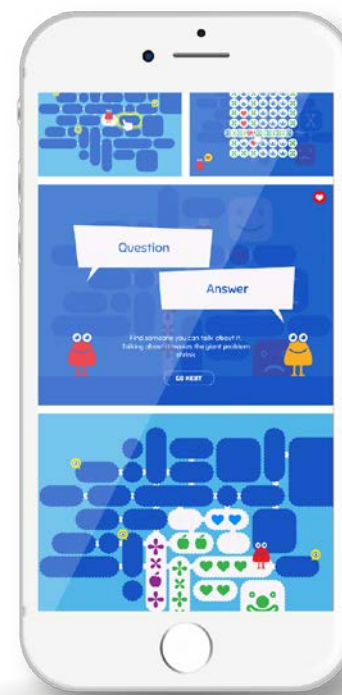 Question
Answer
Find someone you can talk about it.
Talking about it makes the giant problem
shrink
GO NEXT